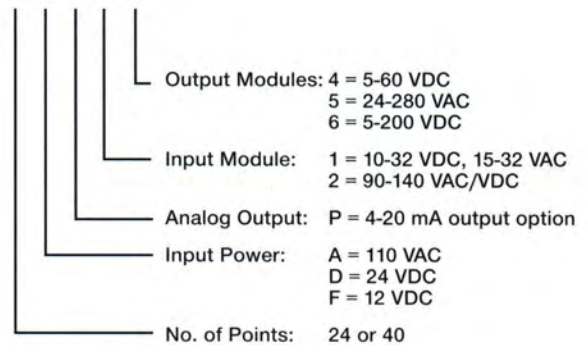 Output Modules: 4 = 5-60 VDC
5 = 24-280 VAC
6 = 5-200 VDC
Input Module: 1 = 10-32 VDC, 15-32 VAC
2 = 90-140 VAC/VDC
Analog Output: P = 4-20 mA output option
Input Power: A = 110 VAC
D = 24 VDC
F = 12 VDC
No. of Points: 24 or 40